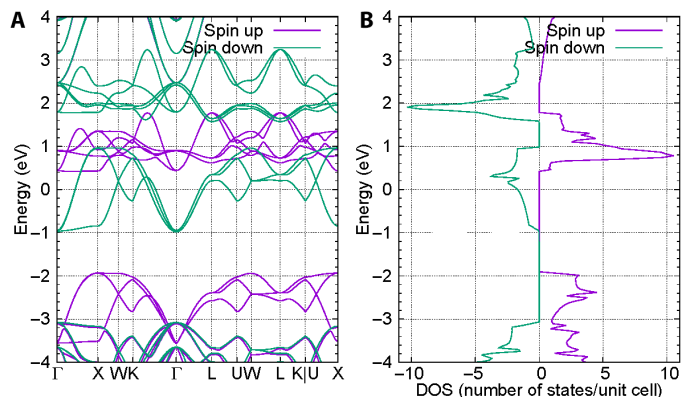 A
B
Spin up
Spin down
Spin up
Spin down
Energy (eV)
4
3
2
1
0
−1
−2
−3
−4
Γ X W K Γ L U W L K|U X
Energy (eV)
4
3
2
1
0
−1
−2
−3
−4
−10 −5 0 5 10
DOS (number of states/unit cell)